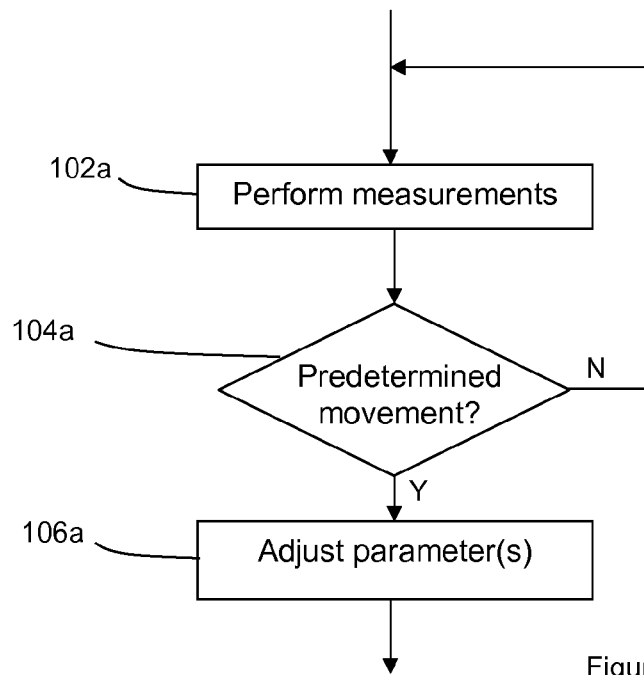 102a
Perform measurements
104a
Predetermined
movement?
N
Y
106a
Adjust parameter(s)